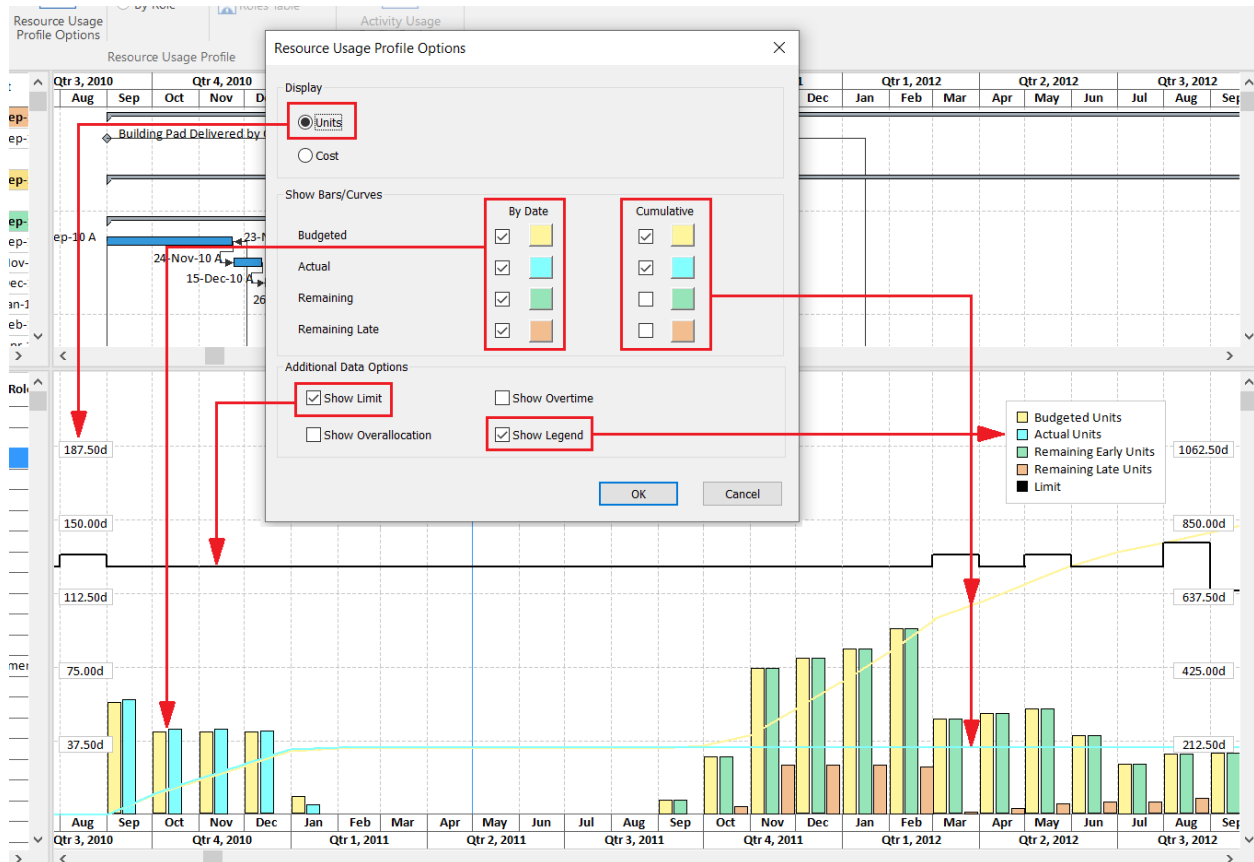 By Role
Roles Table
Resource Usage
Profile Options
Activity Usage
Resource Usage Profile
Resource Usage Profile Options
Qtr 3, 2010 Qtr 4, 2010 Qtr 1, 2012 Qtr 2, 2012 Qtr 3, 2012
Aug Sep Oct Nov Dec Jan Feb Mar Apr May Jun Jul Aug Sep
Building Pad Delivered by
ep-10 A
24-Nov-10 A
15-Dec-10 A
26
Display
Units
Cost
Show Bars/Curves
By Date Cumulative
Budgeted
Actual
Remaining
Remaining Late
Additional Data Options
Show Limit Show Overtime
Show Overallocation Show Legend
OK Cancel
187.50d
150.00d
112.50d
75.00d
37.50d
Budgeted Units
Actual Units
Remaining Early Units
Remaining Late Units
Limit
1062.50d
850.00d
637.50d
425.00d
212.50d
Aug Sep Oct Nov Dec Jan Feb Mar Apr May Jun Jul Aug Sep Oct Nov Dec Jan Feb Mar Apr May Jun Jul Aug Sep
Qtr 3, 2010 Qtr 4, 2010 Qtr 1, 2011 Qtr 2, 2011 Qtr 3, 2011 Qtr 4, 2011 Qtr 1, 2012 Qtr 2, 2012 Qtr 3, 2012